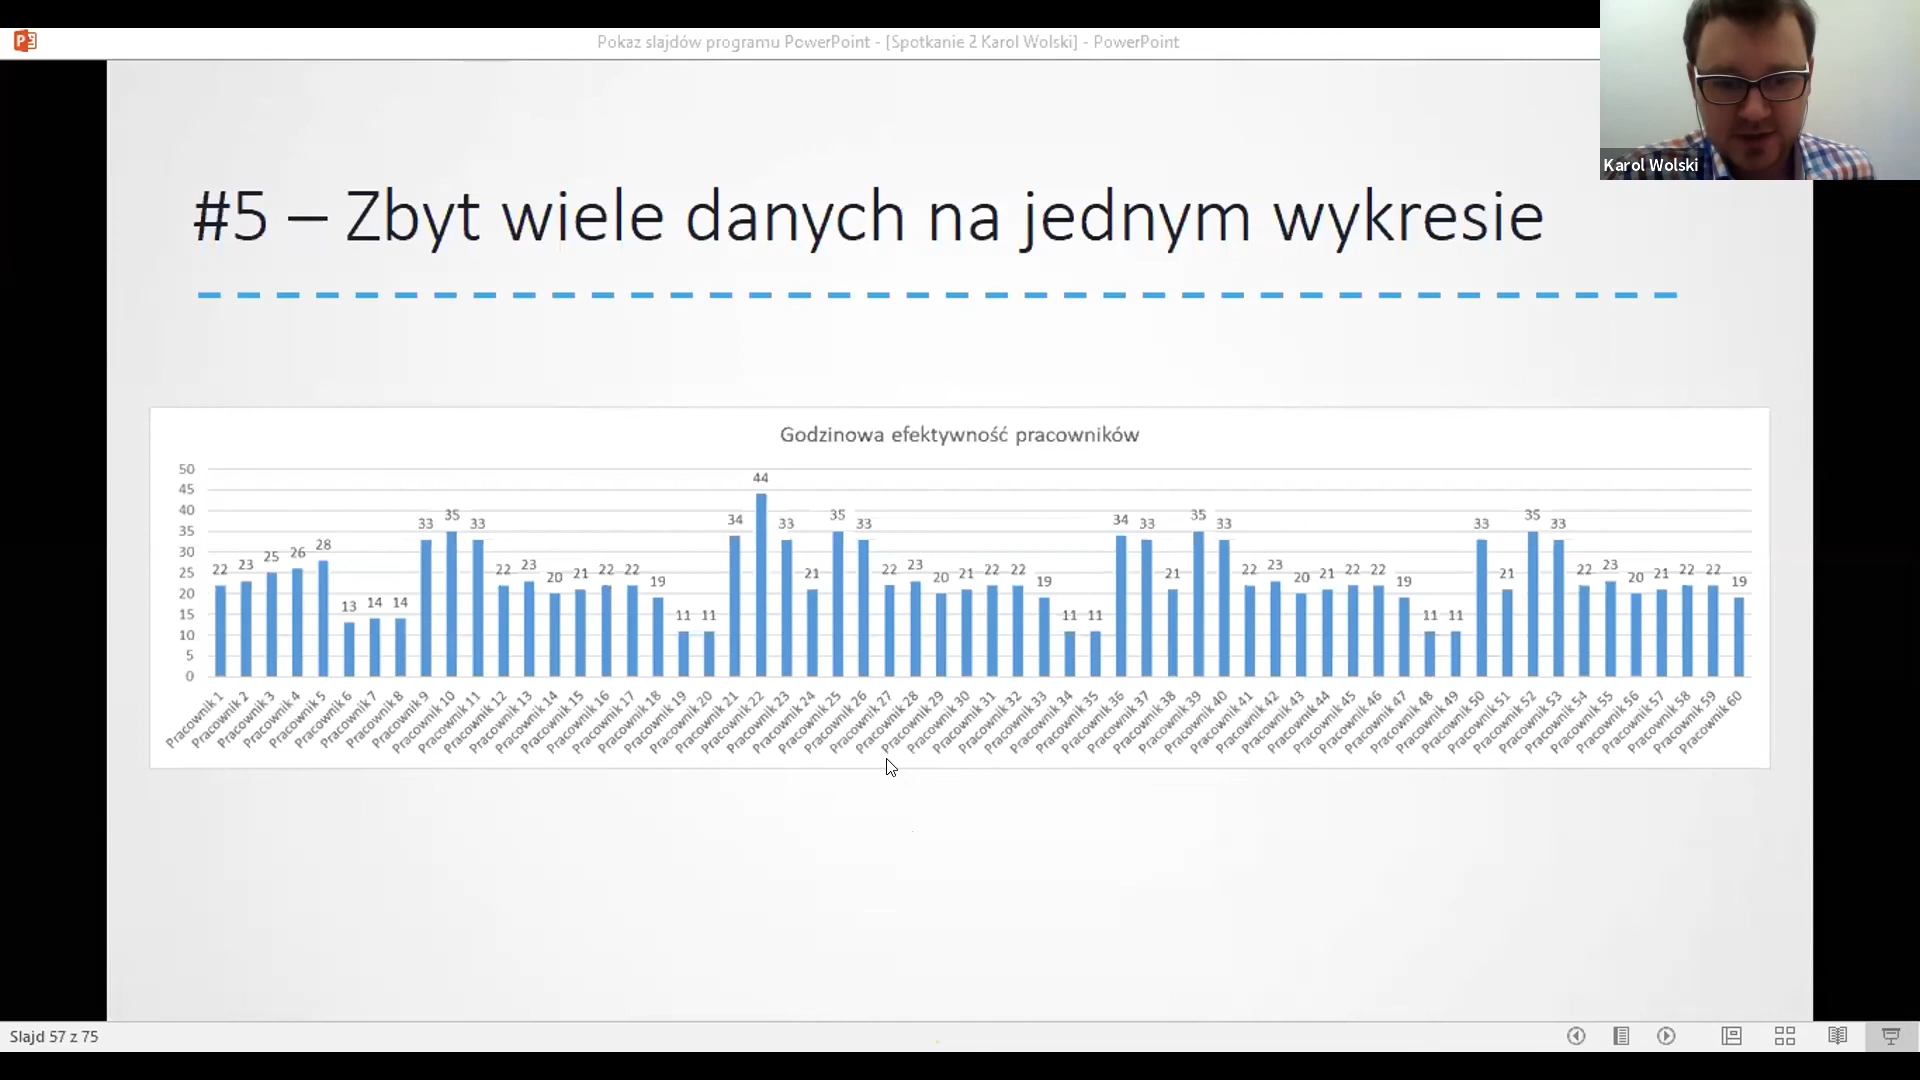 Pokaz slajdów programu PowerPoint - [Spotkanie 2 Karol Wolski] - PowerPoint
Karol Wolski
#5 – Zbyt wiele danych na jednym wykresie
Godzinowa efektywność pracowników
50
45
40
35
30
25
20
15
10
5
0
22 23 25 26 28 13 14 14 33 35 33 22 23 20 21 22 22 19 11 11 34 44 33 21 35 33 22 23 20 21 22 22 19 11 11 34 33 21 35 33 22 23 20 21 22 22 19 11 11 33 21 35 33 22 23 20 21 22 22 19
Pracownik 1
Pracownik 2
Pracownik 3
Pracownik 4
Pracownik 5
Pracownik 6
Pracownik 7
Pracownik 8
Pracownik 9
Pracownik 10
Pracownik 11
Pracownik 12
Pracownik 13
Pracownik 14
Pracownik 15
Pracownik 16
Pracownik 17
Pracownik 18
Pracownik 19
Pracownik 20
Pracownik 21
Pracownik 22
Pracownik 23
Pracownik 24
Pracownik 25
Pracownik 26
Pracownik 27
Pracownik 28
Pracownik 29
Pracownik 30
Pracownik 31
Pracownik 32
Pracownik 33
Pracownik 34
Pracownik 35
Pracownik 36
Pracownik 37
Pracownik 38
Pracownik 39
Pracownik 40
Pracownik 41
Pracownik 42
Pracownik 43
Pracownik 44
Pracownik 45
Pracownik 46
Pracownik 47
Pracownik 48
Pracownik 49
Pracownik 50
Pracownik 51
Pracownik 52
Pracownik 53
Pracownik 54
Pracownik 55
Pracownik 56
Pracownik 57
Pracownik 58
Pracownik 59
Pracownik 60
Slajd 57 z 75